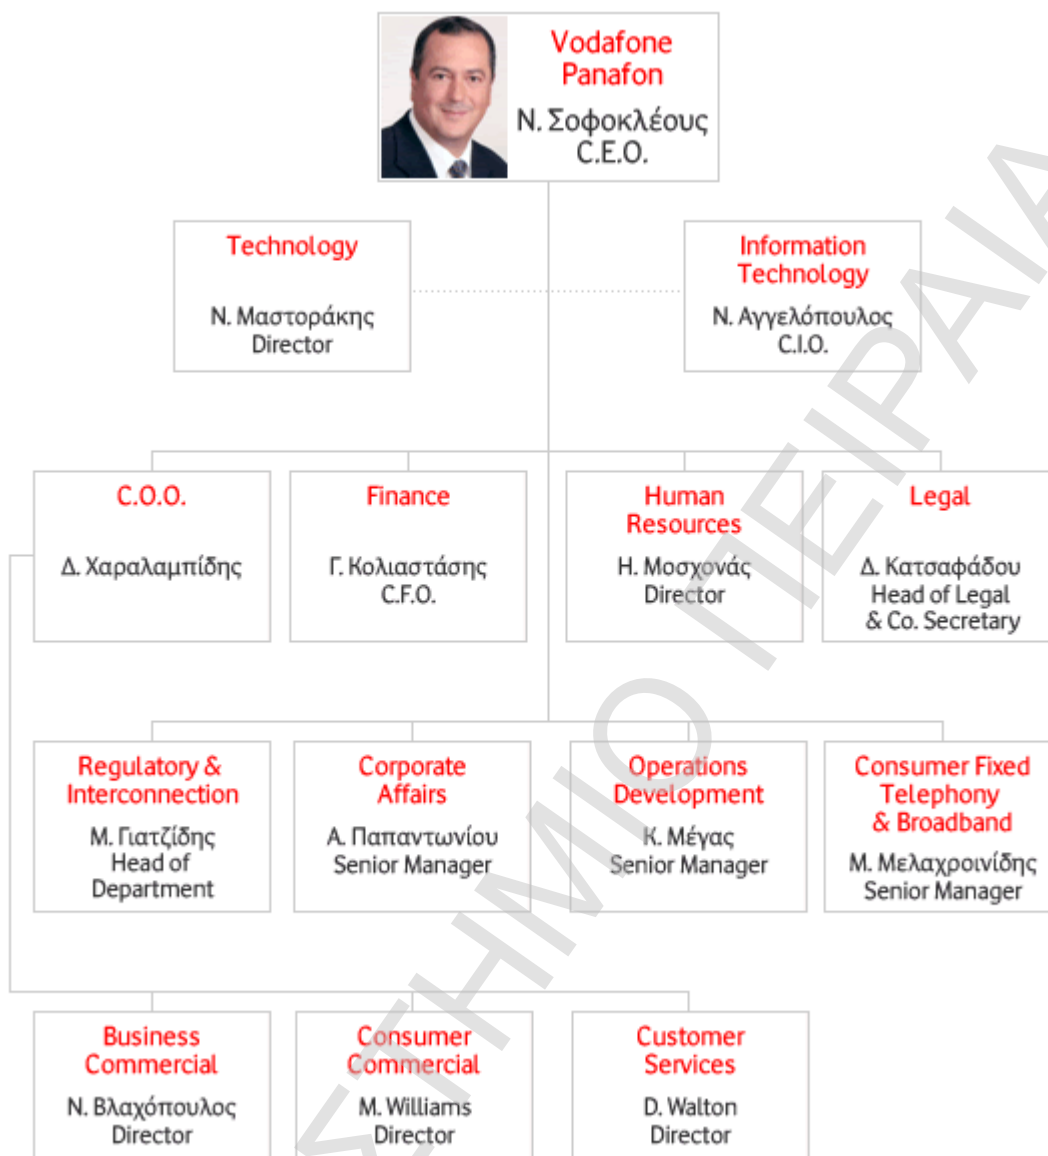 Vodafone
Panafon
Ν. Σοφοκλέους
C.E.O.
Technology
Ν. Μαστοράκης
Director
Information
Technology
Ν. Αγγελόπουλος
C.I.O.
C.O.O.
Δ. Χαραλαμπίδης
Finance
Γ. Κολιαστάσης
C.F.O.
Human
Resources
Η. Μοσχονάς
Director
Legal
Δ. Κατσαφάδου
Head of Legal
& Co. Secretary
Regulatory &
Interconnection
Μ. Γιατζίδης
Head of
Department
Corporate
Affairs
Α. Παπαντωνίου
Senior Manager
Operations
Development
Κ. Μέγας
Senior Manager
Consumer Fixed
Telephony
& Broadband
Μ. Μελαχροινίδης
Senior Manager
Business
Commercial
Ν. Βλαχόπουλος
Director
Consumer
Commercial
M. Williams
Director
Customer
Services
D. Walton
Director
ΣΤΗΜΙΟ ΠΕΙΡΑΙΑ